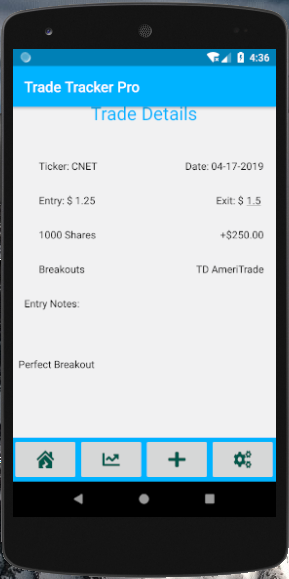 4:36
Trade Tracker Pro
Trade Details
Ticker: CNET Date: 04-17-2019
Entry: $ 1.25 Exit: $ 1.5
1000 Shares +$250.00
Breakouts TD AmeriTrade
Entry Notes:
Perfect Breakout